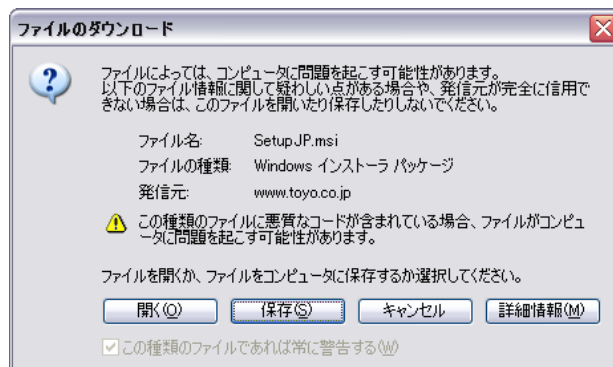 ファイルのダウンロード
ファイルによっては、コンピュータに問題を起こす可能性があります。
以下のファイル情報に関して疑わしい点がある場合や、発信元が完全に信用で
きない場合は、このファイルを開いたり保存したりしないでください。
ファイル名: SetupJP.msi
ファイルの種類: Windows インストーラ パッケージ
発信元: www.toyo.co.jp
この種類のファイルに悪質なコードが含まれている場合、ファイルがコンピュ
ータに問題を起こす可能性があります。
ファイルを開くか、ファイルをコンピュータに保存するか選択してください。
開く(O) 保存(S) キャンセル 詳細情報(M)
この種類のファイルであれば常に警告する(W)